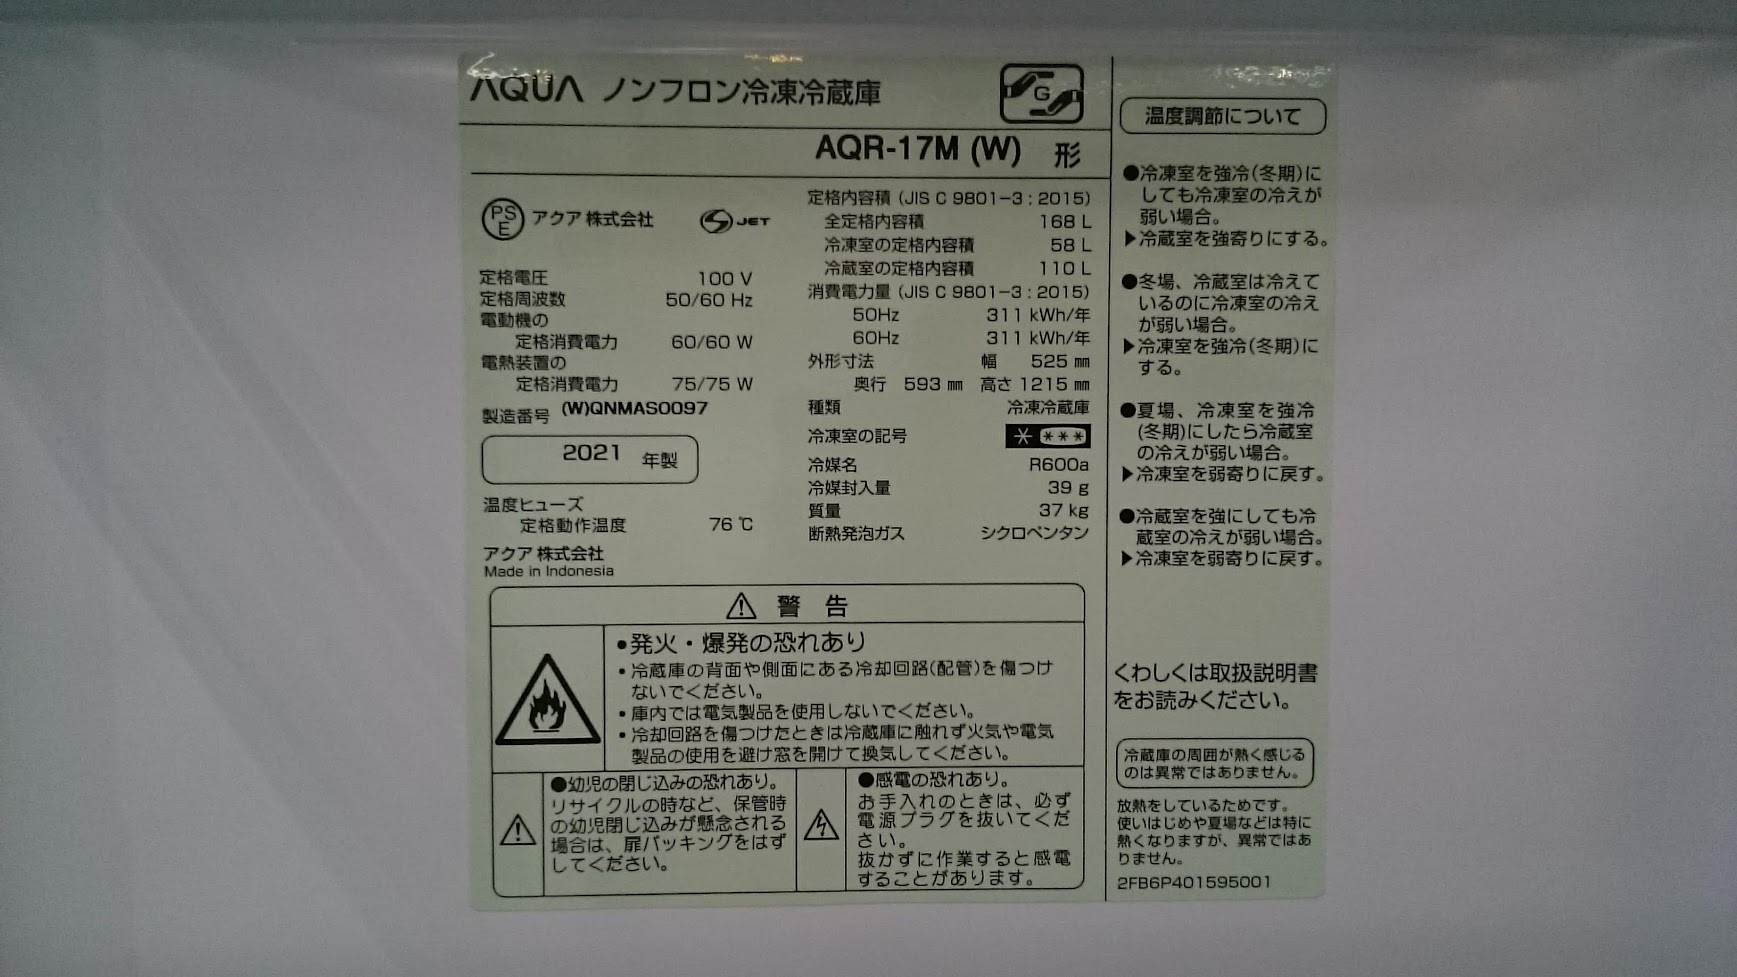 AQUA ノンフロン冷凍冷蔵庫
G
AQR-17M (W) 形
PS
E
アクア 株式会社
JET
定格電圧 100 V
定格周波数 50/60 Hz
電動機の
定格消費電力 60/60 W
電熱装置の
定格消費電力 75/75 W
製造番号 (W)QNMAS0097
2021 年製
温度ヒューズ
定格動作温度 76 ℃
アクア 株式会社
Made in Indonesia
定格内容積 (JIS C 9801-3 : 2015)
全定格内容積 168 L
冷凍室の定格内容積 58 L
冷蔵室の定格内容積 110 L
消費電力量 (JIS C 9801-3 : 2015)
50Hz 311 kWh/年
60Hz 311 kWh/年
外形寸法 幅 525 ㎜
奥行 593 ㎜ 高さ 1215 ㎜
種類 冷凍冷蔵庫
冷凍室の記号 * ***
冷媒名 R600a
冷媒封入量 39 g
質量 37 kg
断熱発泡ガス シクロペンタン
警 告
•発火・爆発の恐れあり
•冷蔵庫の背面や側面にある冷却回路(配管)を傷つけ
ないでください。
•庫内では電気製品を使用しないでください。
•冷却回路を傷つけたときは冷蔵庫に触れず火気や電気
製品の使用を避け窓を開けて換気してください。
●幼児の閉じ込みの恐れあり。
リサイクルの時など、保管時
の幼児閉じ込みが懸念される
場合は、扉パッキングをはず
してください。
●感電の恐れあり。
お手入れのときは、必ず
電源プラグを抜いてくだ
さい。
抜かずに作業すると感電
することがあります。
温度調節について
●冷凍室を強冷(冬期)に
しても冷凍室の冷えが
弱い場合。
▶冷蔵室を強寄りにする。
●冬場、冷蔵室は冷えて
いるのに冷凍室の冷え
が弱い場合。
▶冷凍室を強冷(冬期)に
する。
●夏場、冷凍室を強冷
(冬期)にしたら冷蔵室
の冷えが弱い場合。
▶冷凍室を弱寄りに戻す。
●冷蔵室を強にしても冷
蔵室の冷えが弱い場合。
▶冷凍室を弱寄りに戻す。
くわしくは取扱説明書
をお読みください。
冷蔵庫の周囲が熱く感じる
のは異常ではありません。
放熱をしているためです。
使いはじめや夏場などは特に
熱くなりますが、異常ではあ
りません。
2FB6P401595001